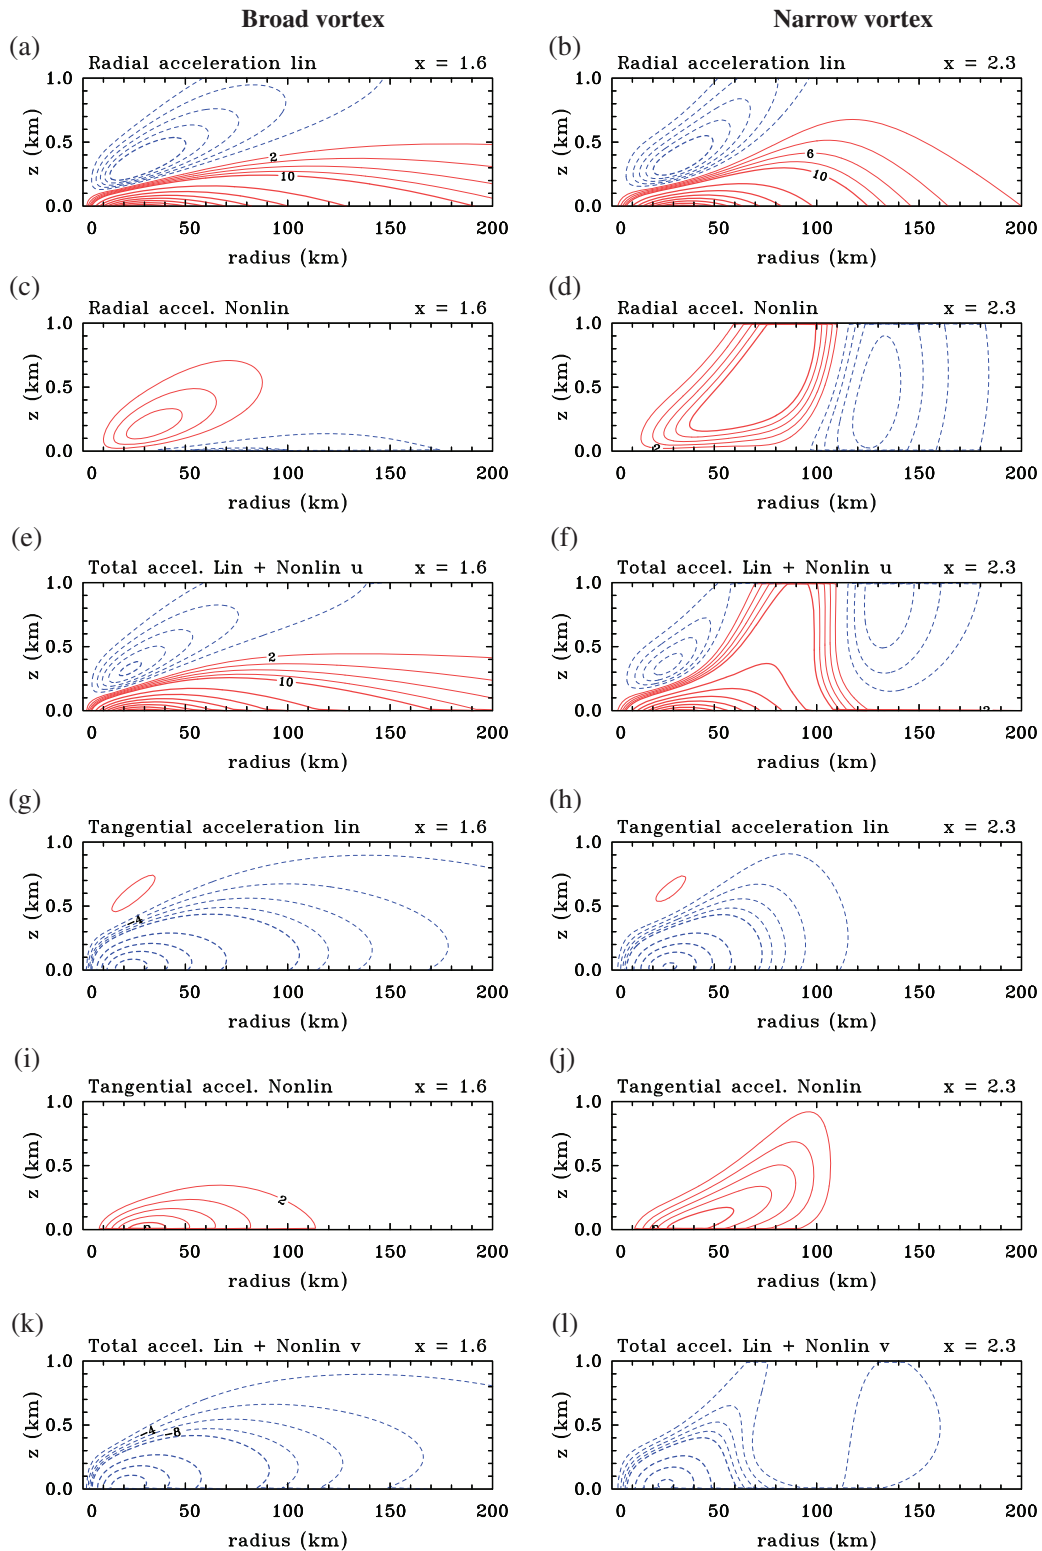 Broad vortex Narrow vortex
(a) (b)
Radial acceleration lin x = 1.6 Radial acceleration lin x = 2.3
1.0 1.0
z (km) 0.5 2 10 z (km) 0.5 6 10
0.0 0.0
0 50 100 150 200 0 50 100 150 200
radius (km) radius (km)
(c) (d)
Radial accel. Nonlin x = 1.6 Radial accel. Nonlin x = 2.3
1.0 1.0
z (km) 0.5 z (km) 0.5
0.0 0.0 2
0 50 100 150 200 0 50 100 150 200
radius (km) radius (km)
(e) (f)
Total accel. Lin + Nonlin u x = 1.6 Total accel. Lin + Nonlin u x = 2.3
1.0 1.0
z (km) 0.5 2 10 z (km) 0.5
0.0 0.0
0 50 100 150 200 0 50 100 150 200
radius (km) radius (km)
(g) (h)
Tangential acceleration lin x = 1.6 Tangential acceleration lin x = 2.3
1.0 1.0
z (km) 0.5 -4 z (km) 0.5
0.0 0.0
0 50 100 150 200 0 50 100 150 200
radius (km) radius (km)
(i) (j)
Tangential accel. Nonlin x = 1.6 Tangential accel. Nonlin x = 2.3
1.0 1.0
z (km) 0.5 2 z (km) 0.5
0.0 0.0
0 50 100 150 200 0 50 100 150 200
radius (km) radius (km)
(k) (l)
Total accel. Lin + Nonlin v x = 1.6 Total accel. Lin + Nonlin v x = 2.3
1.0 1.0
z (km) 0.5 -4 -8 z (km) 0.5
0.0 0.0
0 50 100 150 200 0 50 100 150 200
radius (km) radius (km)